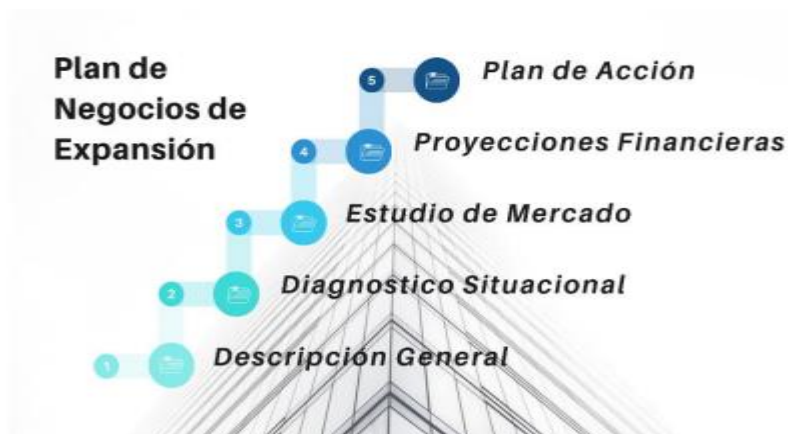 Plan de
Negocios de
Expansión
5
Plan de Acción
4
Proyecciones Financieras
3
Estudio de Mercado
2
Diagnostico Situacional
1
Descripción General